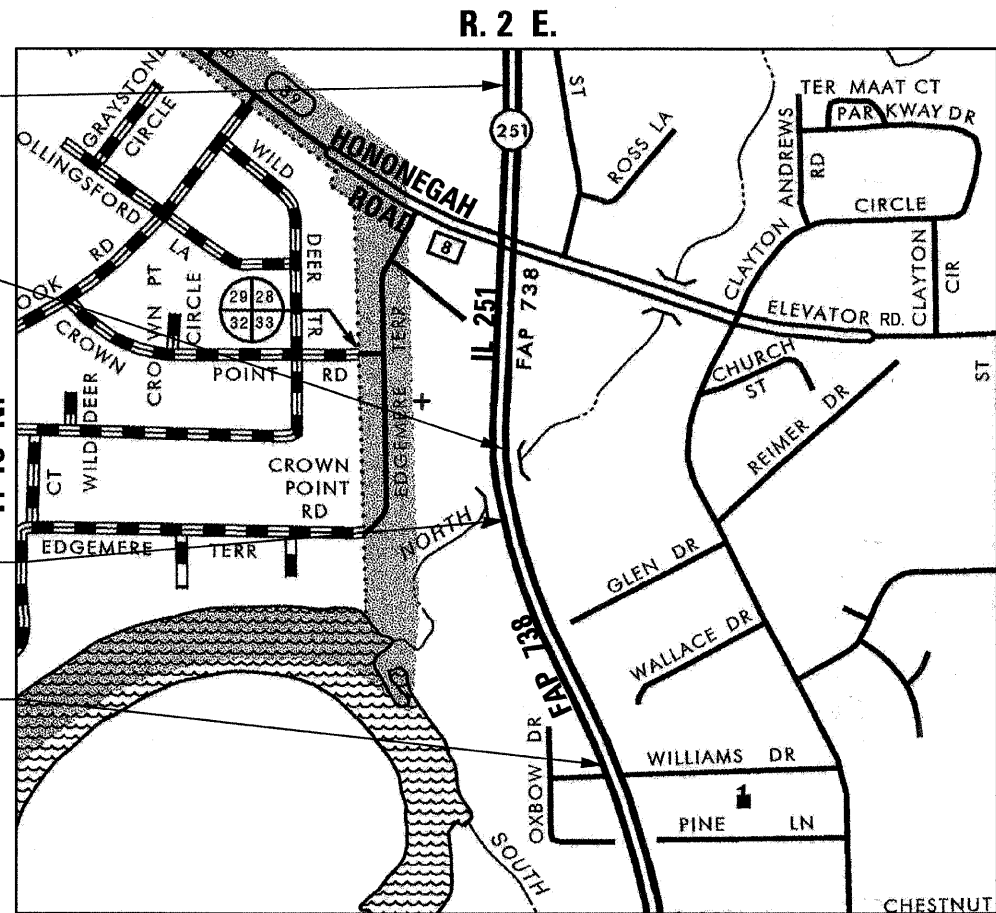 R. 2 E.
GRAYSTONE
CIRCLE
39
HONONEGAH
ROAD
8
251
ST
ROSS LA
TER MAAT CT
PARKWAY DR
ANDREWS
RD
CIRCLE
CLAYTON
CLAYTON
CIR
ELEVATOR RD.
ST
OLLINGSFORD
LA
WILD
DEER
TR
OOK
RD
CROWN PT
CIRCLE
29 28
32 33
CROWN
POINT
RD
EDGEMERE TERR
IL 251
FAP 738
CHURCH
ST
REIMER DR
WILD DEER
CT
CROWN
POINT
RD
EDGEMERE TERR
NORTH
GLEN DR
WALLACE DR
FAP 738
OXBOW DR
WILLIAMS DR
1
PINE LN
SOUTH
CHESTNUT